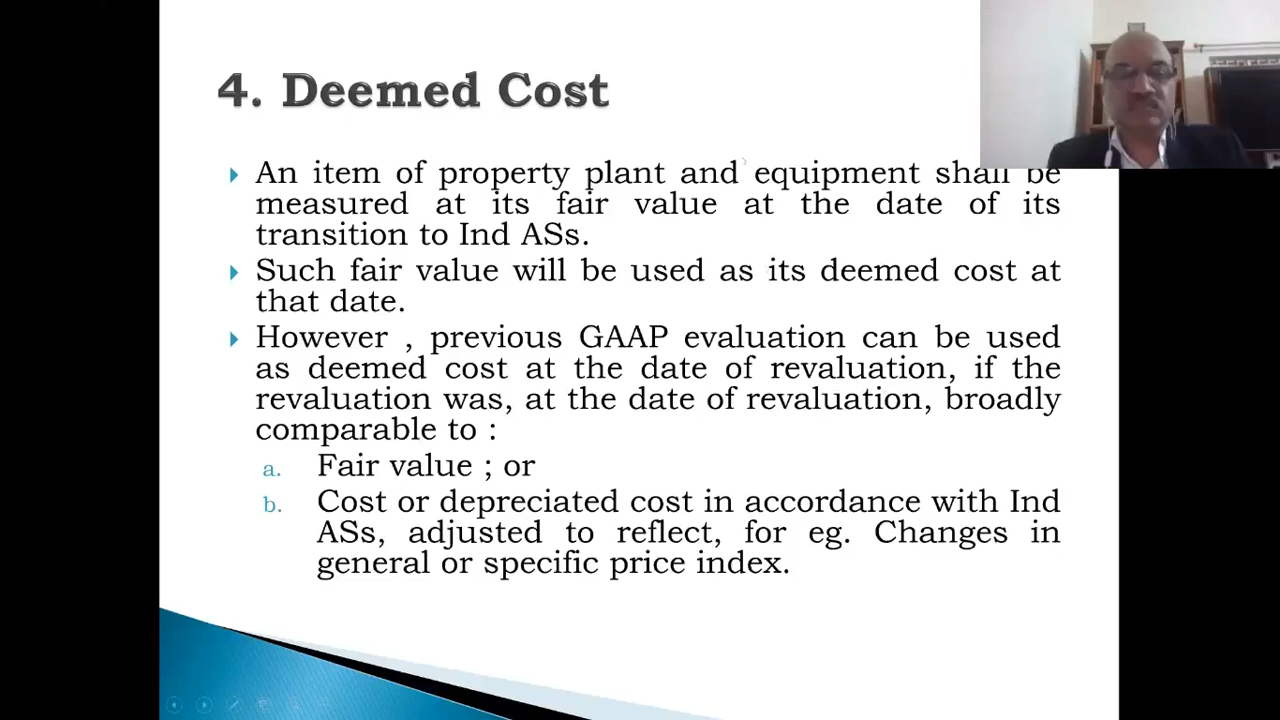 4. Deemed Cost
An item of property plant and equipment shall be
measured at its fair value at the date of its
transition to Ind ASs.
Such fair value will be used as its deemed cost at
that date.
However , previous GAAP evaluation can be used
as deemed cost at the date of revaluation, if the
revaluation was, at the date of revaluation, broadly
comparable to :
a. Fair value ; or
b. Cost or depreciated cost in accordance with Ind
ASs, adjusted to reflect, for eg. Changes in
general or specific price index.